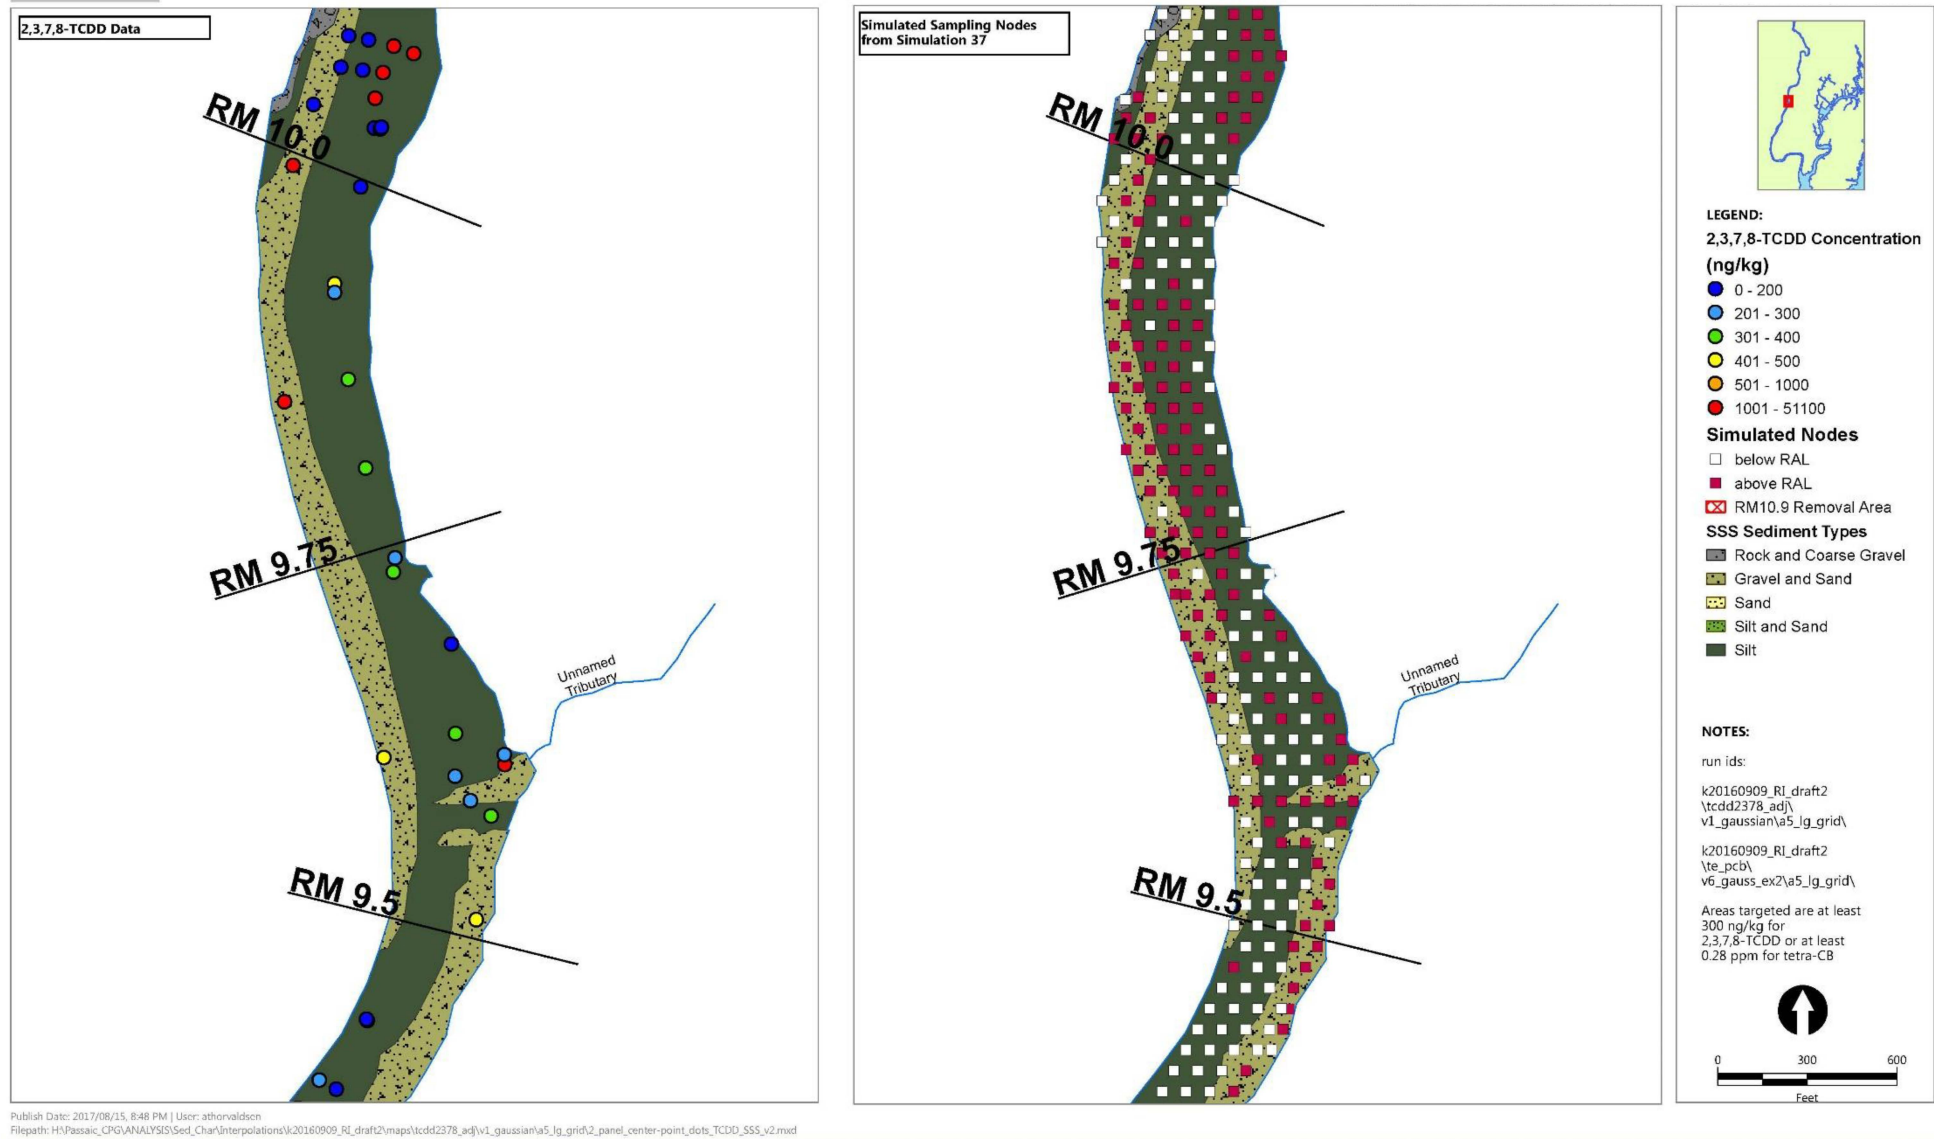 2,3,7,8-TCDD Data
RM 10.0
RM 9.75
Unnamed
Tributary
RM 9.5
Simulated Sampling Nodes
from Simulation 37
RM 10.0
RM 9.75
Unnamed
Tributary
RM 9.5
LEGEND:
2,3,7,8-TCDD Concentration
(ng/kg)
0 - 200
201 - 300
301 - 400
401 - 500
501 - 1000
1001 - 51100
Simulated Nodes
below RAL
above RAL
RM10.9 Removal Area
SSS Sediment Types
Rock and Coarse Gravel
Gravel and Sand
Sand
Silt and Sand
Silt
NOTES:
run ids:
k20160909_RI_draft2
\tcdd2378_adj\
v1_gaussian\a5_lg_grid\
k20160909_RI_draft2
\te_pcb\
v6_gauss_ex2\a5_lg_grid\
Areas targeted are at least
300 ng/kg for
2,3,7,8-TCDD or at least
0.28 ppm for tetra-CB
0 300 600
Feet
Publish Date: 2017/08/15, 8:48 PM | User: athorvaldsen
Filepath: H:\Passaic_CPG\ANALYSIS\Sed_Char\Interpolations\k20160909_RI_draft2\maps\tcdd2378_adj\v1_gaussian\a5_lg_grid\2_panel_center-point_dots_TCDD_SSS_v2.mxd